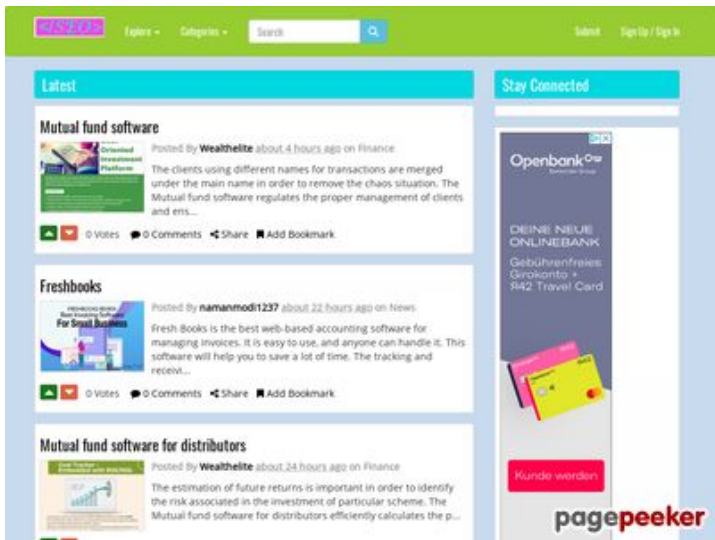 <SEO>
Explore
Categories
Search
Submit
Sign Up / Sign In
Latest
Mutual fund software
Oriented
Investment
Platform
Posted By Wealthelite about 4 hours ago on Finance
The clients using different names for transactions are merged
under the main name in order to remove the chaos situation. The
Mutual fund software regulates the proper management of clients
and ens...
0 Votes 0 Comments Share Add Bookmark
Freshbooks
FRESHBOOKS REVIEW
Best Invoicing Software
For Small Business
Posted By namanmodi1237 about 22 hours ago on News
Fresh Books is the best web-based accounting software for
managing invoices. It is easy to use, and anyone can handle it. This
software will help you to save a lot of time. The tracking and
receivi...
0 Votes 0 Comments Share Add Bookmark
Mutual fund software for distributors
Posted By Wealthelite about 24 hours ago on Finance
The estimation of future returns is important in order to identify
the risk associated in the investment of particular scheme. The
Mutual fund software for distributors efficiently calculates the p...
Stay Connected
Openbank
DEINE NEUE
ONLINEBANK
Gebührenfreies
Girokonto +
R42 Travel Card
Kunde werden
pagepeeker